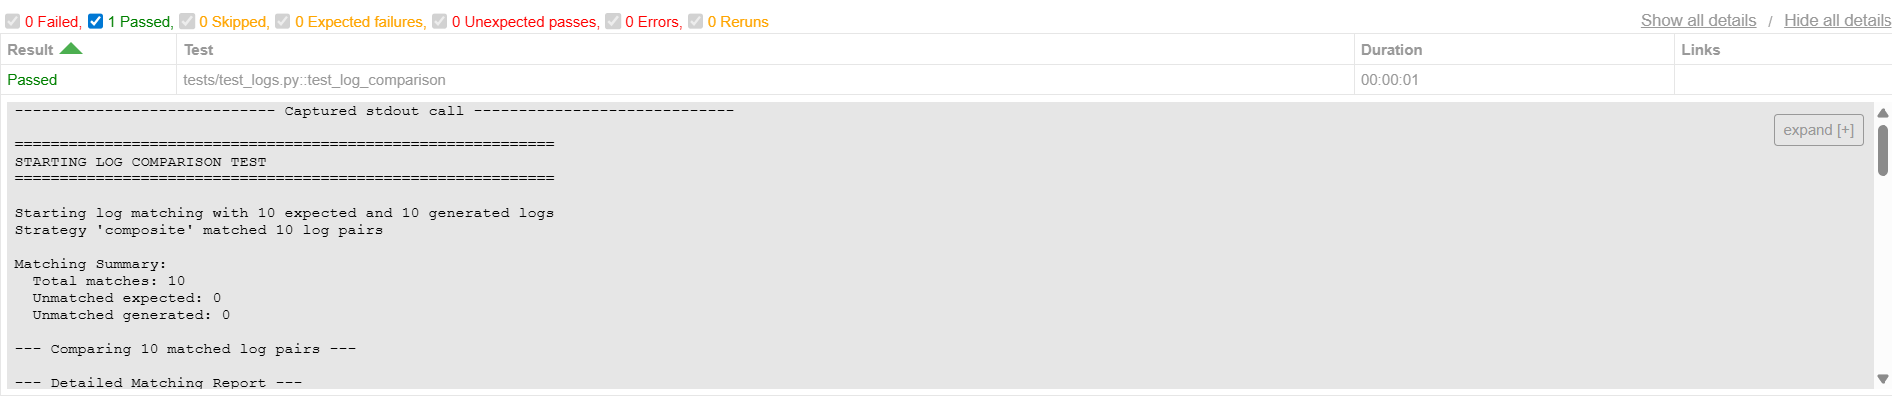 0 Failed, 1 Passed, 0 Skipped, 0 Expected failures, 0 Unexpected passes, 0 Errors, 0 Reruns
Show all details / Hide all details
Result Test Duration Links
Passed tests/test_logs.py::test_log_comparison 00:00:01
----------------------------- Captured stdout call -----------------------------
expand [+]
============================================================
STARTING LOG COMPARISON TEST
============================================================
Starting log matching with 10 expected and 10 generated logs
Strategy 'composite' matched 10 log pairs
Matching Summary:
Total matches: 10
Unmatched expected: 0
Unmatched generated: 0
--- Comparing 10 matched log pairs ---
--- Detailed Matching Report ---